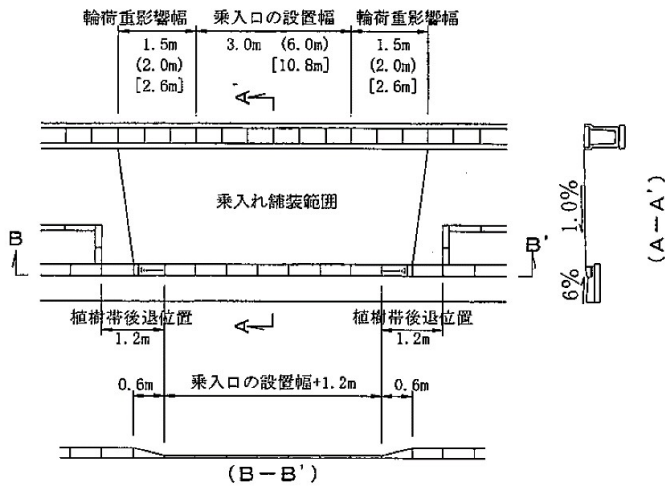 輪荷重影響幅 乗入口の設置幅 輪荷重影響幅
1.5m 3.0m (6.0m) 1.5m
(2.0m) [10.8m] (2.0m)
[2.6m] [2.6m]
A
乗入れ舗装範囲
B B'
A
植樹帯後退位置 植樹帯後退位置
1.2m 1.2m
0.6m 乗入口の設置幅+1.2m 0.6m
(B-B')
1.0%
6%
(A-A')